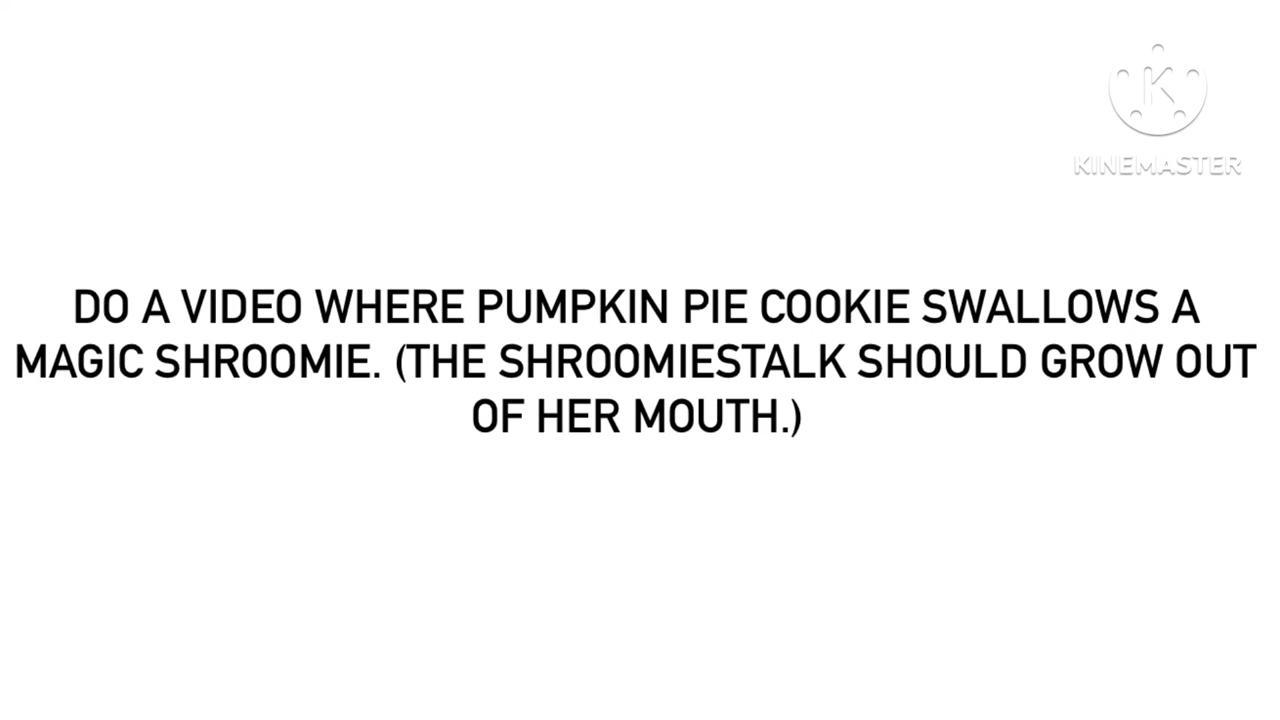 K
KINEMASTER
DO A VIDEO WHERE PUMPKIN PIE COOKIE SWALLOWS A
MAGIC SHROOMIE. (THE SHROOMIESTALK SHOULD GROW OUT
OF HER MOUTH.)